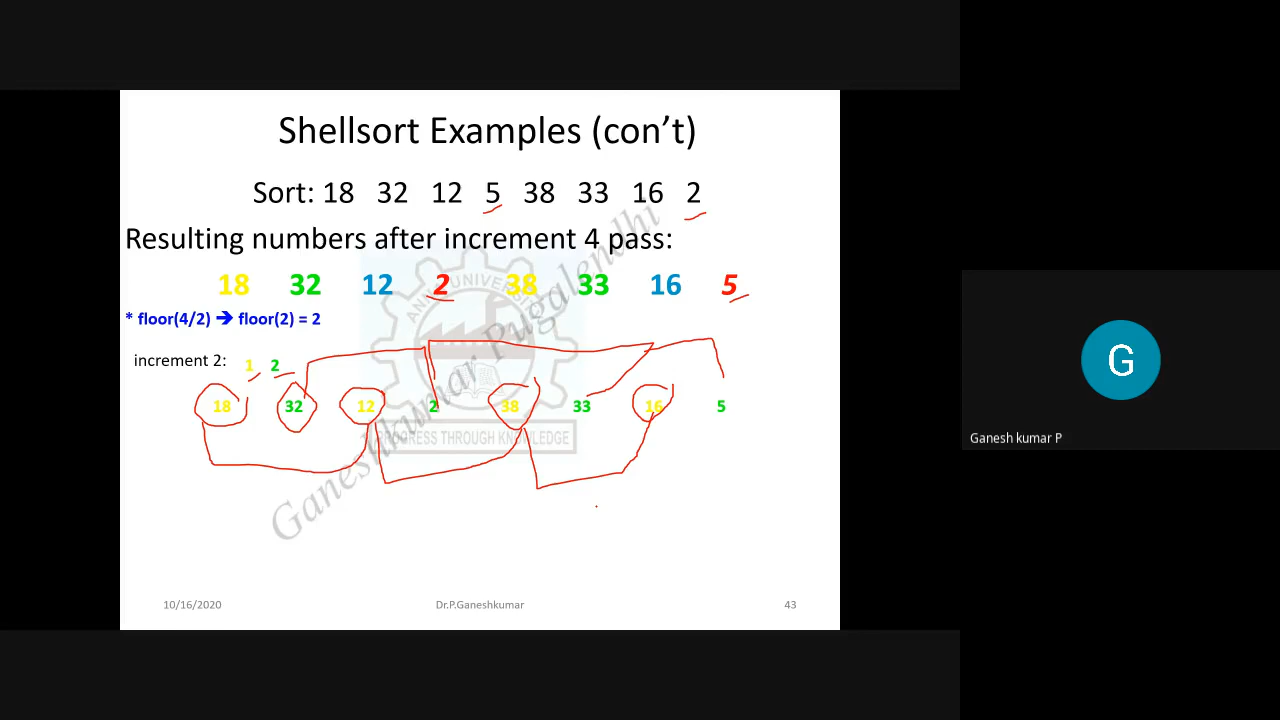 Shellsort Examples (con’t)
Sort: 18 32 12 5 38 33 16 2
Resulting numbers after increment 4 pass:
18 32 12 2 38 33 16 5
* floor(4/2) ➔ floor(2) = 2
increment 2: 1 2
18 32 12 2 38 33 16 5
PROGRESS THROUGH KNOWLEDGE
Ganeshkumar Pugalendhi
10/16/2020 Dr.P.Ganeshkumar 43
G
Ganesh kumar P